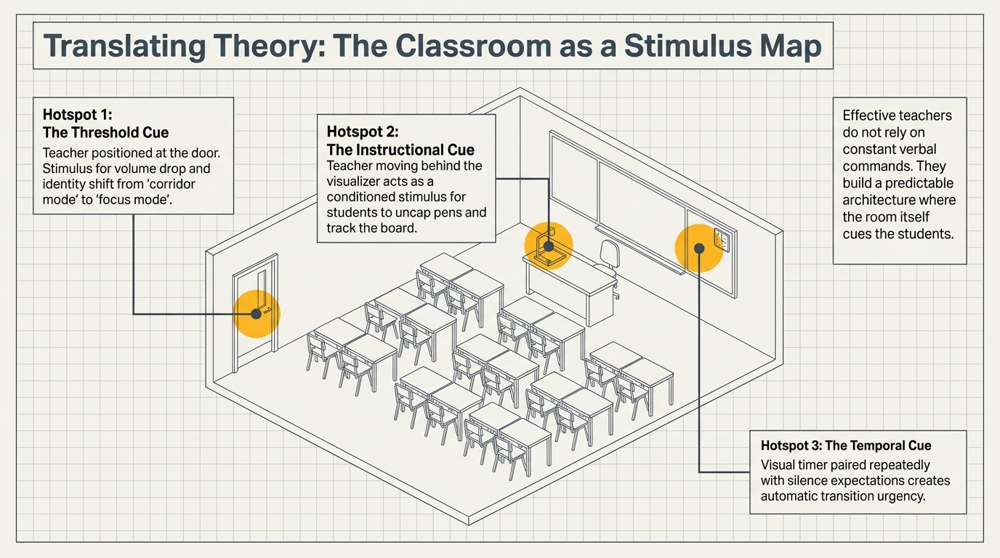 Translating Theory: The Classroom as a Stimulus Map
Hotspot 1:
The Threshold Cue
Teacher positioned at the door.
Stimulus for volume drop and
identity shift from 'corridor
mode' to 'focus mode'.
Hotspot 2:
The Instructional Cue
Teacher moving behind the
visualizer acts as a
conditioned stimulus for
students to uncap pens and
track the board.
Effective teachers
do not rely on
constant verbal
commands. They
build a predictable
architecture where
the room itself
cues the students.
Hotspot 3: The Temporal Cue
Visual timer paired repeatedly
with silence expectations creates
automatic transition urgency.